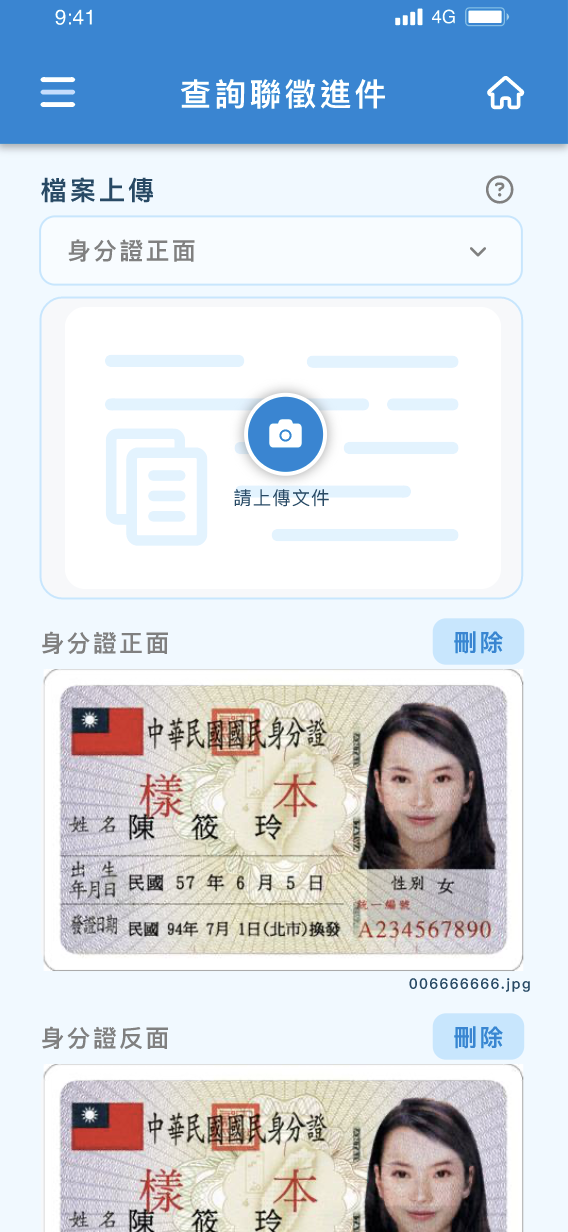 9:41
4G
查詢聯徵進件
檔案上傳
?
身分證正面
請上傳文件
身分證正面
刪除
中華民國國民身分證
樣 本
姓名 陳 筱 玲
出生年月日 民國 57 年 6 月 5 日
性別 女
統一編號
發證日期 民國 94年 7月 1日(北市)換發
A234567890
006666666.jpg
身分證反面
刪除
中華民國國民身分證
樣 本
姓名 陳 筱 玲